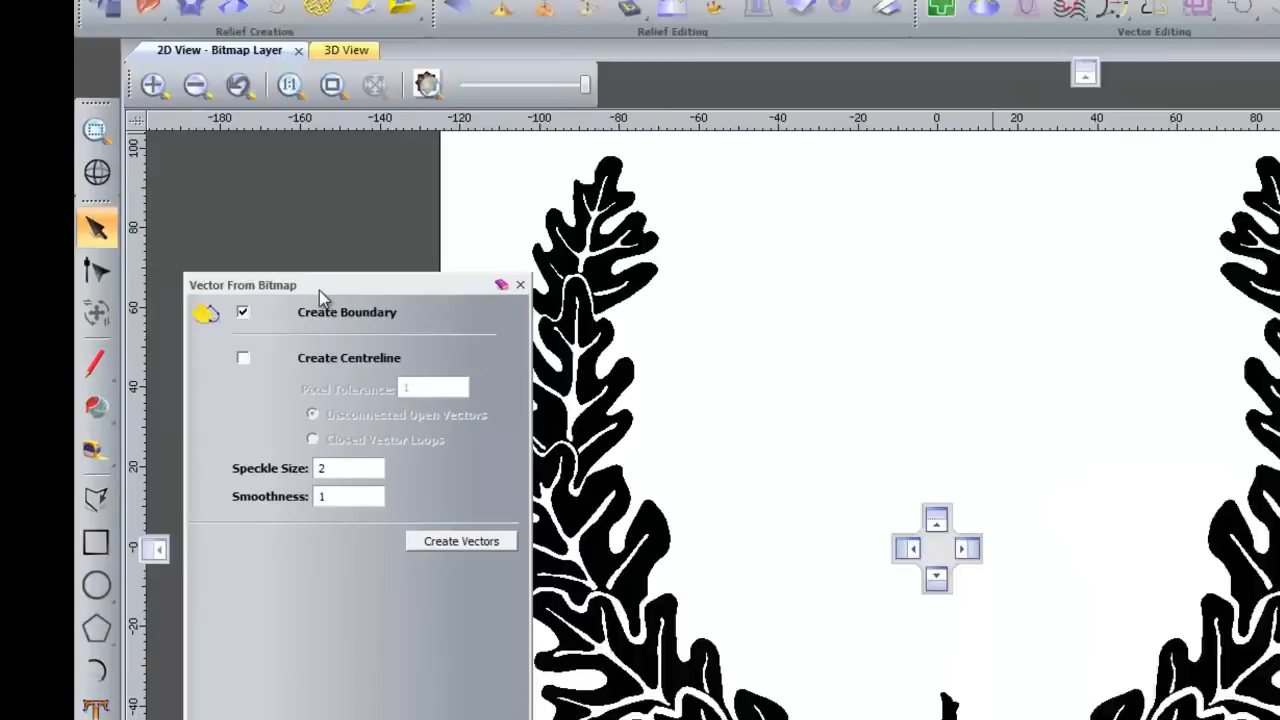 Relief Creation
Relief Editing
Vector Editing
2D View - Bitmap Layer
3D View
1:1
-180 -160 -140 -120 -100 -80 -60 -40 -20 0 20 40 60 80
100
80
60
40
20
-0
-20
-40
Vector From Bitmap
Create Boundary
Create Centreline
Pixel Tolerance: 1
Disconnected Open Vectors
Closed Vector Loops
Speckle Size: 2
Smoothness: 1
Create Vectors